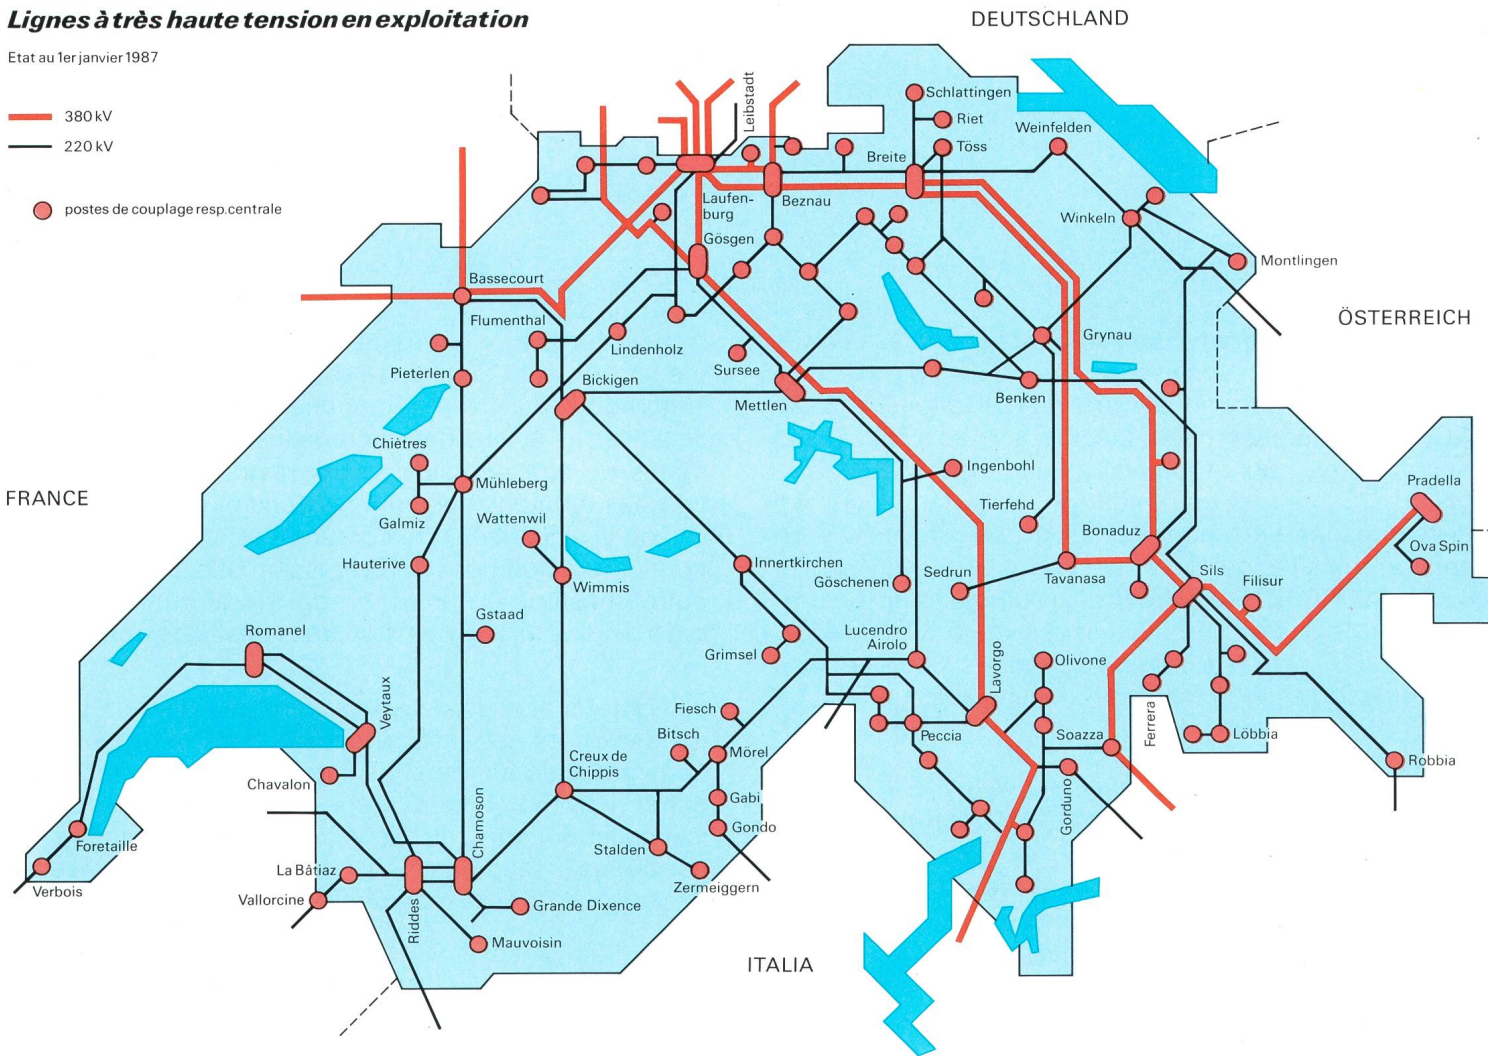 Lignes à très haute tension en exploitation
Etat au 1er janvier 1987
380 kV
220 kV
postes de couplage resp. centrale
DEUTSCHLAND
ÖSTERREICH
FRANCE
ITALIA
Leibstadt
Schlattingen
Riet
Töss
Weinfelden
Breite
Laufen-
burg
Beznau
Winkeln
Gösgen
Montlingen
Bassecourt
Flumenthal
Lindenholz
Grynau
Pieterlen
Sursee
Bickigen
Mettlen
Benken
Chiètres
Mühleberg
Ingenbohl
Galmiz
Wattenwil
Tierfehd
Pradella
Bonaduz
Ova Spin
Hauterive
Innertkirchen
Göschenen
Sedrun
Tavanasa
Sils
Filisur
Wimmis
Gstaad
Romanel
Grimsel
Lucendro
Airolo
Lavorgo
Olivone
Veytaux
Fiesch
Bitsch
Mörel
Peccia
Soazza
Ferrera
Löbbia
Robbia
Chavalon
Creux de
Chippis
Gabi
Gondo
Gorduno
Foretaille
Verbois
Chamoson
Stalden
Zermeiggern
La Bâtiaz
Vallorcine
Riddes
Grande Dixence
Mauvoisin